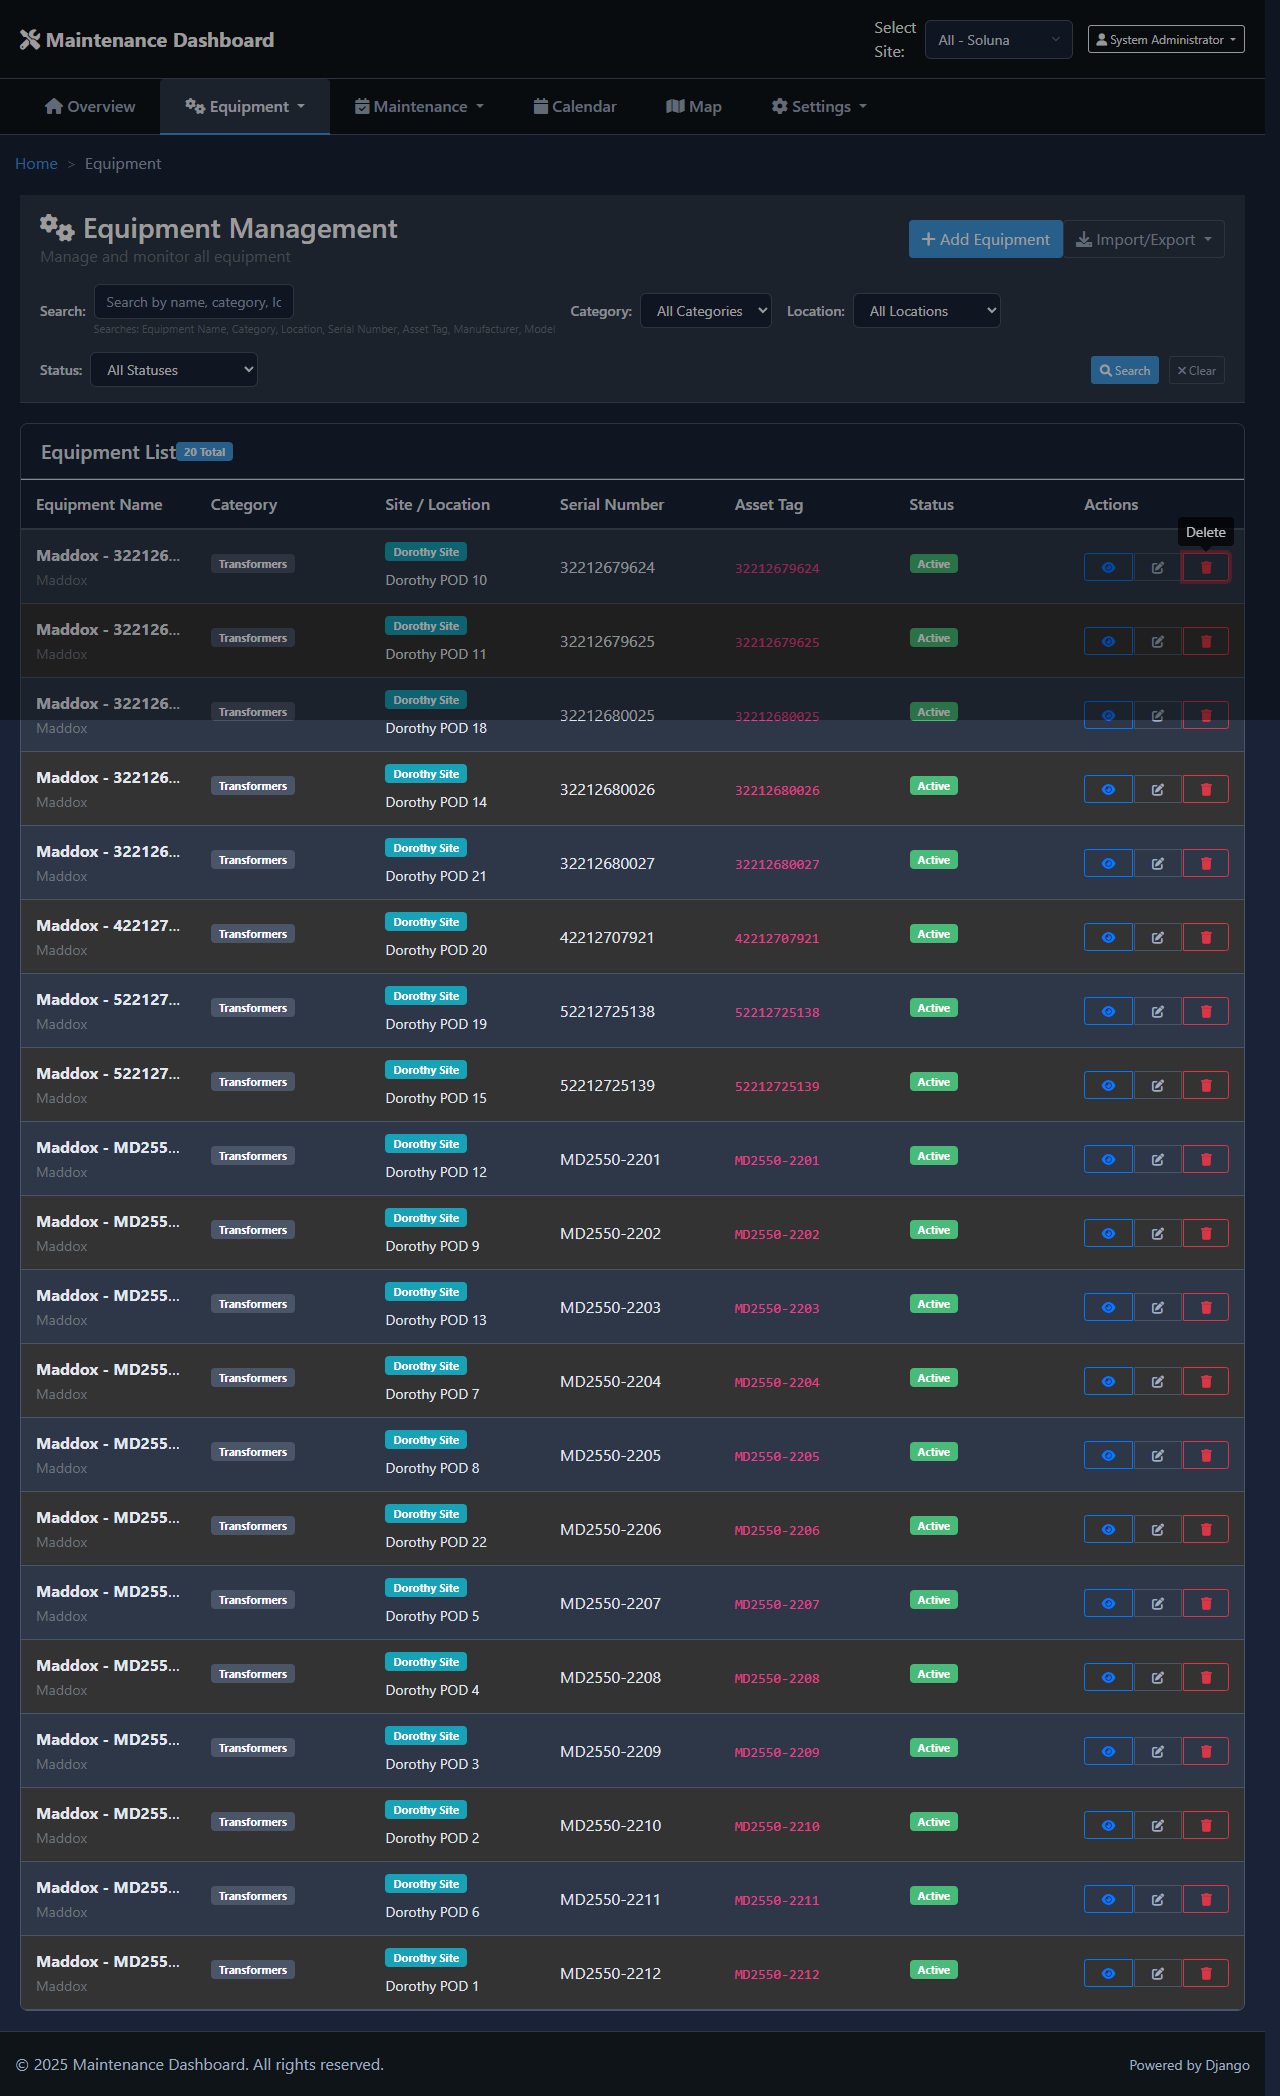 Maintenance Dashboard
Select Site:
All - Soluna
System Administrator
Overview
Equipment
Maintenance
Calendar
Map
Settings
Home > Equipment
Equipment Management
Manage and monitor all equipment
Add Equipment
Import/Export
Search:
Search by name, category, lc
Searches: Equipment Name, Category, Location, Serial Number, Asset Tag, Manufacturer, Model
Category:
All Categories
Location:
All Locations
Status:
All Statuses
Search
Clear
Equipment List 20 Total
Equipment Name Category Site / Location Serial Number Asset Tag Status Actions
Delete
Maddox - 322126... Transformers Dorothy Site 32212679624 32212679624 Active
Maddox Dorothy POD 10
Maddox - 322126... Transformers Dorothy Site 32212679625 32212679625 Active
Maddox Dorothy POD 11
Maddox - 322126... Transformers Dorothy Site 32212680025 32212680025 Active
Maddox Dorothy POD 18
Maddox - 322126... Transformers Dorothy Site 32212680026 32212680026 Active
Maddox Dorothy POD 14
Maddox - 322126... Transformers Dorothy Site 32212680027 32212680027 Active
Maddox Dorothy POD 21
Maddox - 422127... Transformers Dorothy Site 42212707921 42212707921 Active
Maddox Dorothy POD 20
Maddox - 522127... Transformers Dorothy Site 52212725138 52212725138 Active
Maddox Dorothy POD 19
Maddox - 522127... Transformers Dorothy Site 52212725139 52212725139 Active
Maddox Dorothy POD 15
Maddox - MD255... Transformers Dorothy Site MD2550-2201 MD2550-2201 Active
Maddox Dorothy POD 12
Maddox - MD255... Transformers Dorothy Site MD2550-2202 MD2550-2202 Active
Maddox Dorothy POD 9
Maddox - MD255... Transformers Dorothy Site MD2550-2203 MD2550-2203 Active
Maddox Dorothy POD 13
Maddox - MD255... Transformers Dorothy Site MD2550-2204 MD2550-2204 Active
Maddox Dorothy POD 7
Maddox - MD255... Transformers Dorothy Site MD2550-2205 MD2550-2205 Active
Maddox Dorothy POD 8
Maddox - MD255... Transformers Dorothy Site MD2550-2206 MD2550-2206 Active
Maddox Dorothy POD 22
Maddox - MD255... Transformers Dorothy Site MD2550-2207 MD2550-2207 Active
Maddox Dorothy POD 5
Maddox - MD255... Transformers Dorothy Site MD2550-2208 MD2550-2208 Active
Maddox Dorothy POD 4
Maddox - MD255... Transformers Dorothy Site MD2550-2209 MD2550-2209 Active
Maddox Dorothy POD 3
Maddox - MD255... Transformers Dorothy Site MD2550-2210 MD2550-2210 Active
Maddox Dorothy POD 2
Maddox - MD255... Transformers Dorothy Site MD2550-2211 MD2550-2211 Active
Maddox Dorothy POD 6
Maddox - MD255... Transformers Dorothy Site MD2550-2212 MD2550-2212 Active
Maddox Dorothy POD 1
© 2025 Maintenance Dashboard. All rights reserved.
Powered by Django